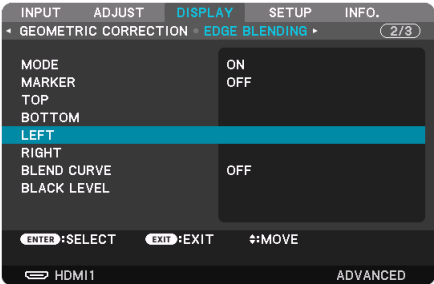 INPUT ADJUST DISPLAY SETUP INFO.
GEOMETRIC CORRECTION EDGE BLENDING 2/3
MODE ON
MARKER OFF
TOP
BOTTOM
LEFT
RIGHT
BLEND CURVE OFF
BLACK LEVEL
ENTER :SELECT EXIT :EXIT :MOVE
HDMI1 ADVANCED